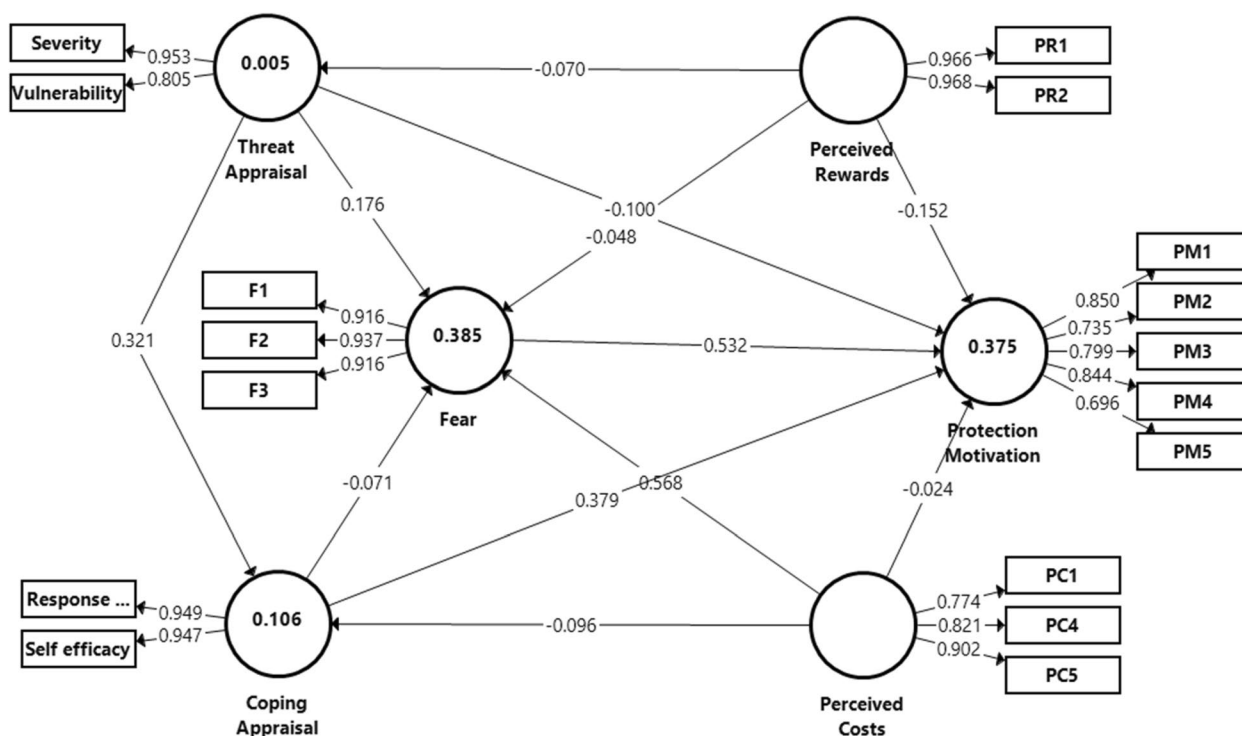 Severity
Vulnerability
0.953
0.805
0.005
Threat
Appraisal
-0.070
Perceived
Rewards
0.966
0.968
PR1
PR2
0.176
-0.100
-0.048
-0.152
0.321
F1
F2
F3
0.916
0.937
0.916
0.385
Fear
0.532
0.375
Protection
Motivation
0.850
0.735
0.799
0.844
0.696
PM1
PM2
PM3
PM4
PM5
-0.071
0.379
0.568
-0.024
Response ...
Self efficacy
0.949
0.947
0.106
Coping
Appraisal
-0.096
Perceived
Costs
0.774
0.821
0.902
PC1
PC4
PC5